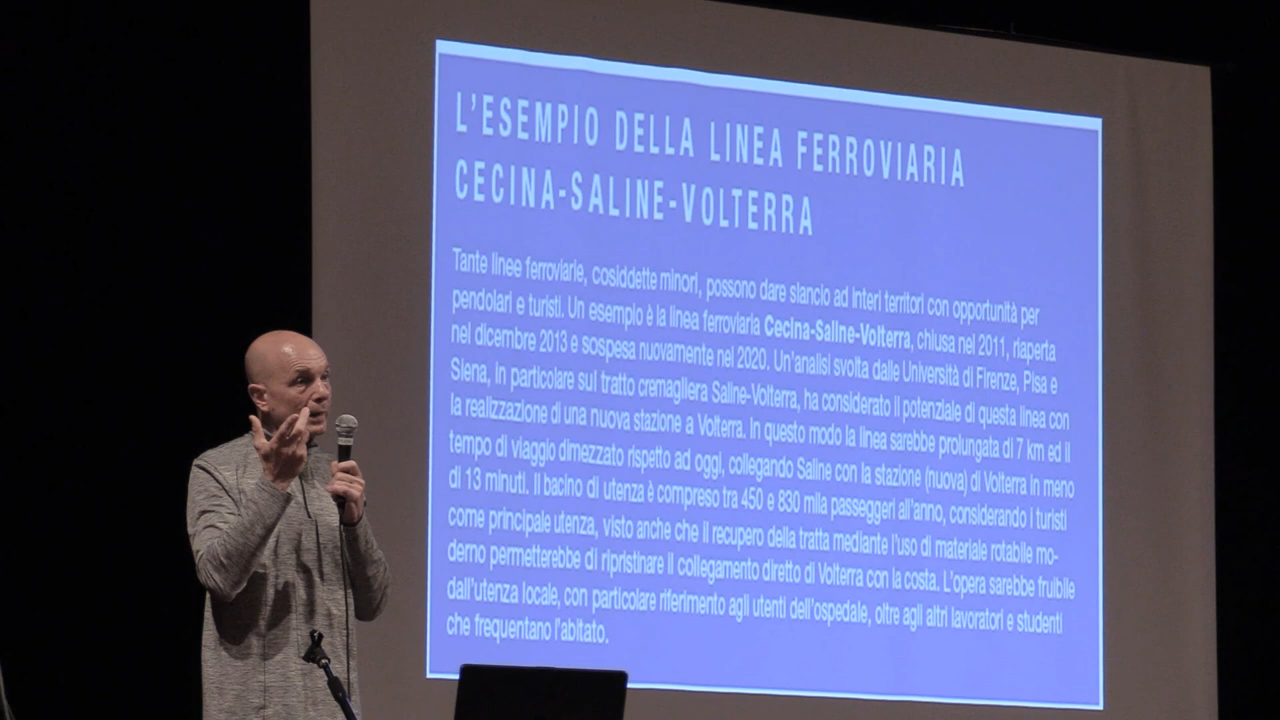 L'ESEMPIO DELLA LINEA FERROVIARIA
CECINA-SALINE-VOLTERRA
Tante linee ferroviarie, cosiddette minori, possono dare slancio ad interi territori con opportunità per
pendolari e turisti. Un esempio è la linea ferroviaria Cecina-Saline-Volterra, chiusa nel 2011, riaperta
nel dicembre 2013 e sospesa nuovamente nel 2020. Un'analisi svolta dalle Università di Firenze, Pisa e
Siena, in particolare sul tratto cremagliera Saline-Volterra, ha considerato il potenziale di questa linea con
la realizzazione di una nuova stazione a Volterra. In questo modo la linea sarebbe prolungata di 7 km ed il
tempo di viaggio dimezzato rispetto ad oggi, collegando Saline con la stazione (nuova) di Volterra in meno
di 13 minuti. Il bacino di utenza è compreso tra 450 e 830 mila passeggeri all'anno, considerando i turisti
come principale utenza, visto anche che il recupero della tratta mediante l'uso di materiale rotabile mo-
derno permetterebbe di ripristinare il collegamento diretto di Volterra con la costa. L'opera sarebbe fruibile
dall'utenza locale, con particolare riferimento agli utenti dell'ospedale, oltre agli altri lavoratori e studenti
che frequentano l'abitato.